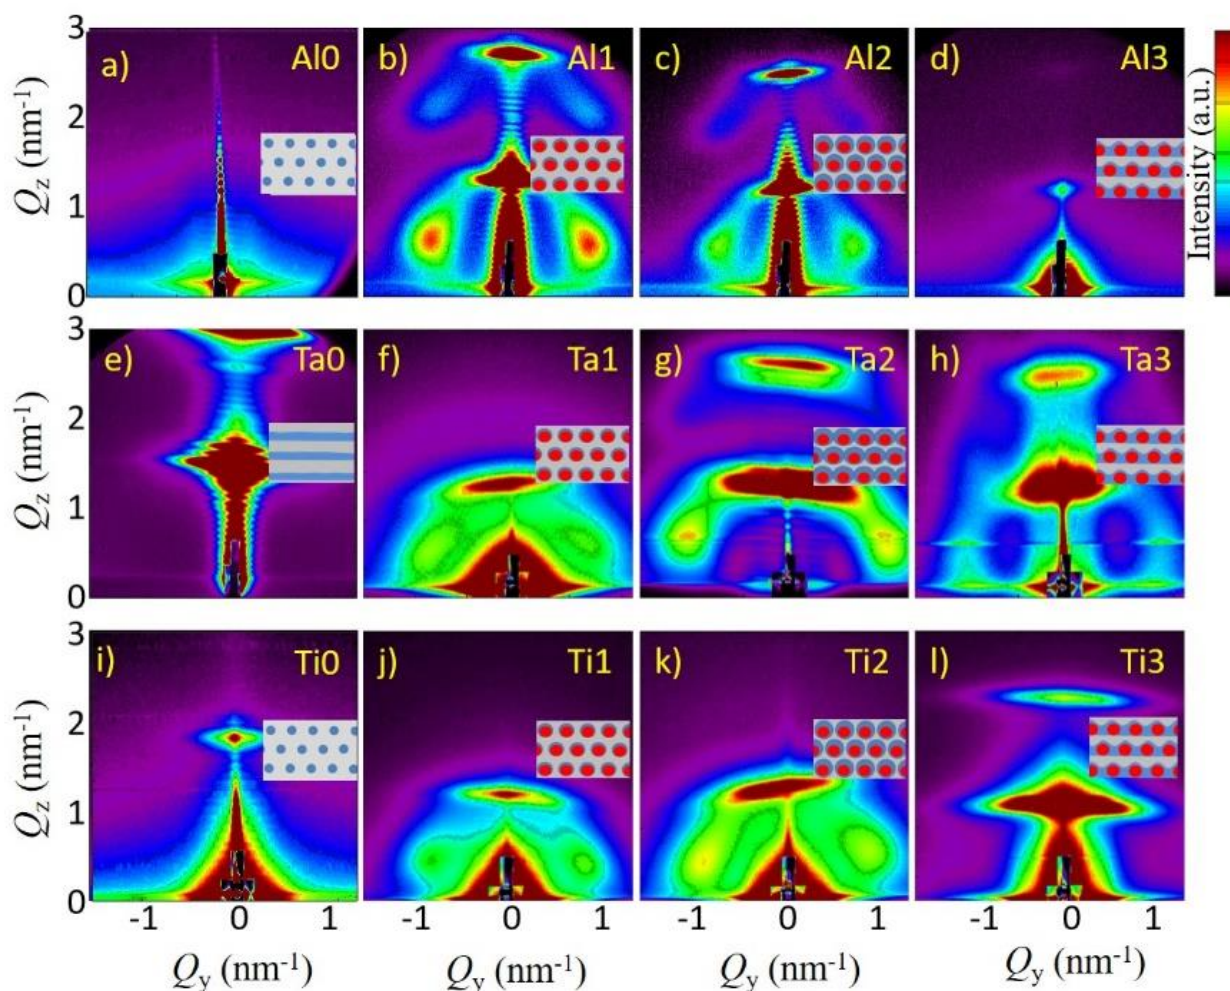 3
a) Al0
b) Al1
c) Al2
d) Al3
2
1
0
Qz (nm-1)
Intensity (a.u.)
3
e) Ta0
f) Ta1
g) Ta2
h) Ta3
2
1
0
Qz (nm-1)
3
i) Ti0
j) Ti1
k) Ti2
l) Ti3
2
1
0
Qz (nm-1)
-1 0 1
-1 0 1
-1 0 1
-1 0 1
Qy (nm-1)
Qy (nm-1)
Qy (nm-1)
Qy (nm-1)